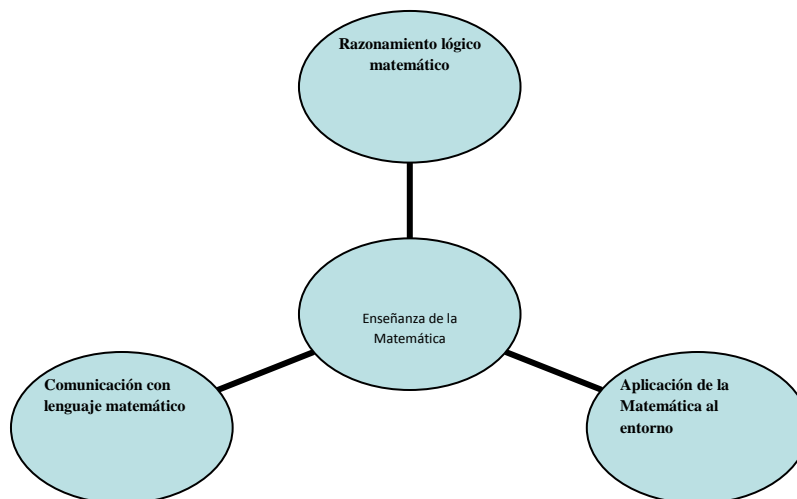 Razonamiento lógico
matemático
Enseñanza de la
Matemática
Comunicación con
lenguaje matemático
Aplicación de la
Matemática al
entorno